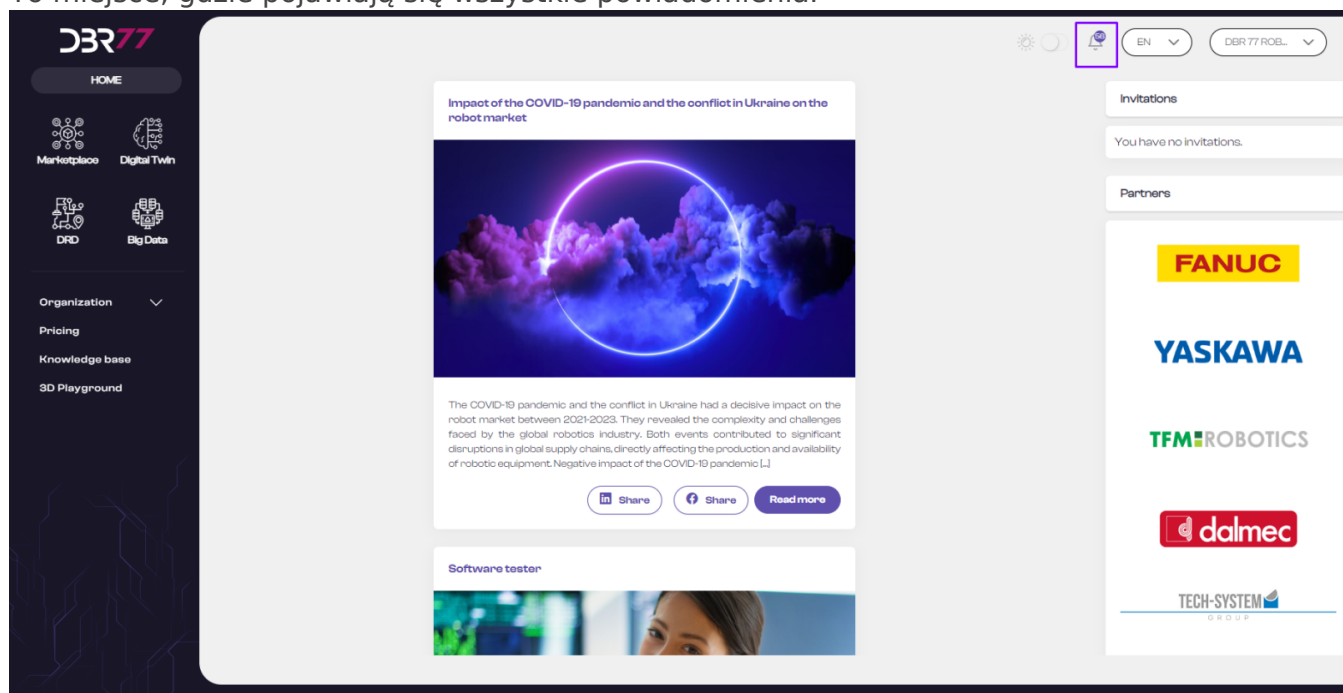 To miejsce, gdzie pojawiają się wszystkie powiadomienia.
DBR77
HOME
Marketplace
Digital Twin
DRD
Big Data
Organization
Pricing
Knowledge base
3D Playground
EN
DBR 77 ROB...
Impact of the COVID-19 pandemic and the conflict in Ukraine on the
robot market
The COVID-19 pandemic and the conflict in Ukraine had a decisive impact on the
robot market between 2021-2023. They revealed the complexity and challenges
faced by the global robotics industry. Both events contributed to significant
disruptions in global supply chains, directly affecting the production and availability
of robotic equipment. Negative impact of the COVID-19 pandemic [...]
Share
Share
Read more
Software tester
Invitations
You have no invitations.
Partners
FANUC
YASKAWA
TFM ROBOTICS
dalmec
TECH-SYSTEM
GROUP